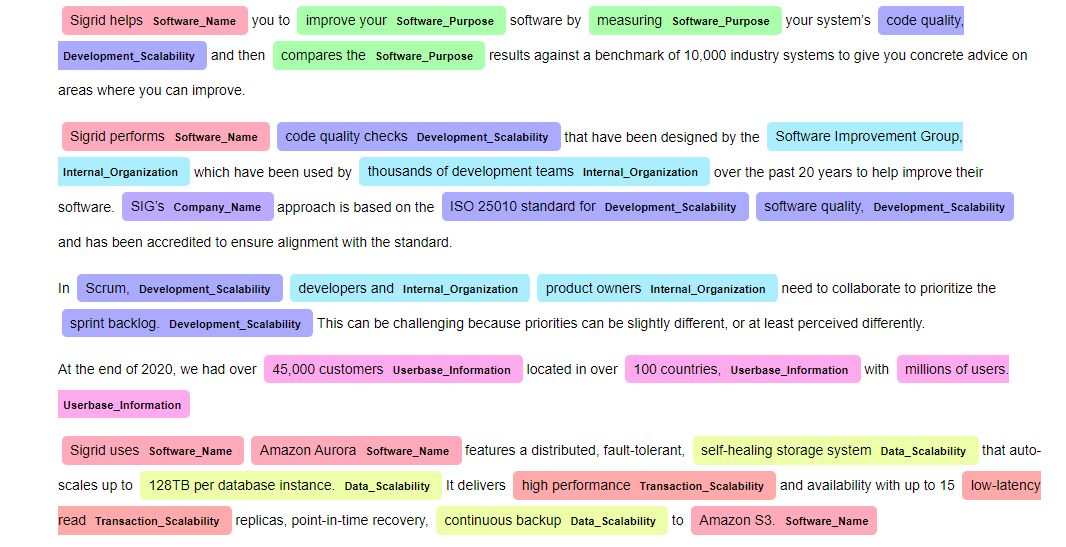 Sigrid helps Software_Name you to improve your Software_Purpose software by measuring Software_Purpose your system's code quality,
Development_Scalability and then compares the Software_Purpose results against a benchmark of 10,000 industry systems to give you concrete advice on
areas where you can improve.
Sigrid performs Software_Name code quality checks Development_Scalability that have been designed by the Software Improvement Group,
Internal_Organization which have been used by thousands of development teams Internal_Organization over the past 20 years to help improve their
software. SIG's Company_Name approach is based on the ISO 25010 standard for Development_Scalability software quality, Development_Scalability
and has been accredited to ensure alignment with the standard.
In Scrum, Development_Scalability developers and Internal_Organization product owners Internal_Organization need to collaborate to prioritize the
sprint backlog. Development_Scalability This can be challenging because priorities can be slightly different, or at least perceived differently.
At the end of 2020, we had over 45,000 customers Userbase_Information located in over 100 countries, Userbase_Information with millions of users.
Userbase_Information
Sigrid uses Software_Name Amazon Aurora Software_Name features a distributed, fault-tolerant, self-healing storage system Data_Scalability that auto-
scales up to 128TB per database instance. Data_Scalability It delivers high performance Transaction_Scalability and availability with up to 15 low-latency
read Transaction_Scalability replicas, point-in-time recovery, continuous backup Data_Scalability to Amazon S3. Software_Name